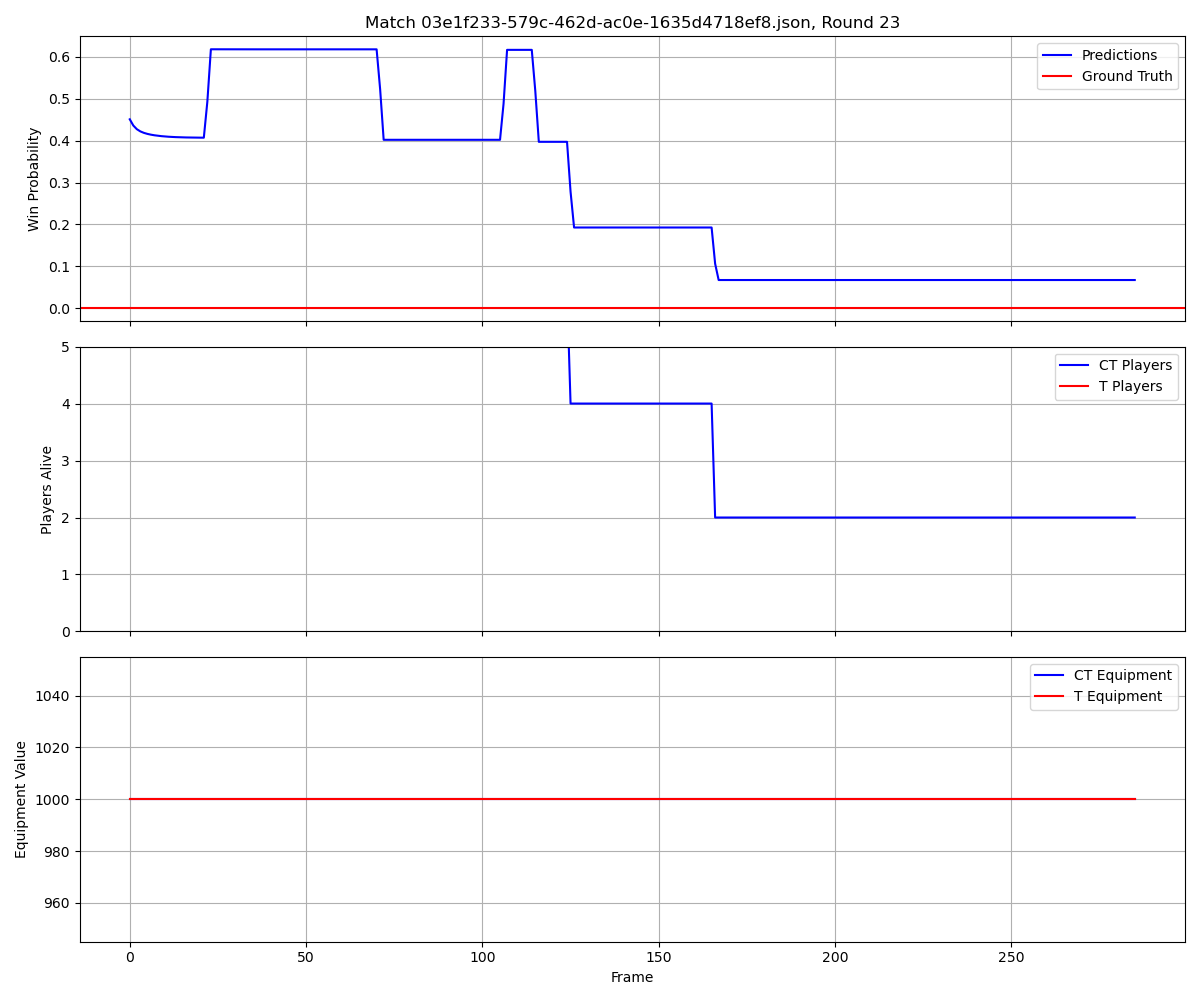 Match 03e1f233-579c-462d-ac0e-1635d4718ef8.json, Round 23
Win Probability
0.6
0.5
0.4
0.3
0.2
0.1
0.0
Predictions
Ground Truth
Players Alive
5
4
3
2
1
0
CT Players
T Players
Equipment Value
1040
1020
1000
980
960
CT Equipment
T Equipment
0 50 100 150 200 250
Frame